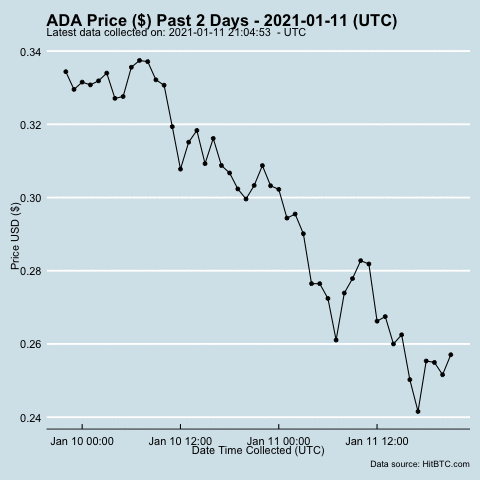 ADA Price ($) Past 2 Days - 2021-01-11 (UTC)
Latest data collected on: 2021-01-11 21:04:53  - UTC
0.34
0.32
0.30
0.28
0.26
0.24
Price USD ($)
Jan 10 00:00
Jan 10 12:00
Jan 11 00:00
Jan 11 12:00
Date Time Collected (UTC)
Data source: HitBTC.com